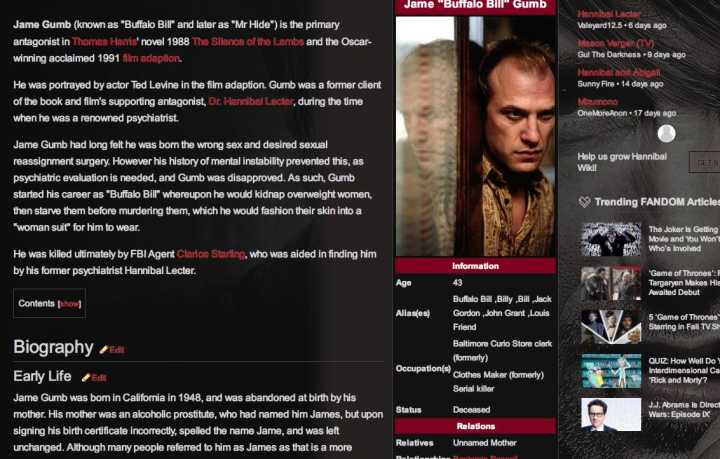 Jame Gumb (known as "Buffalo Bill" and later as "Mr Hide") is the primary
antagonist in Thomas Harris' novel 1988 The Silence of the Lambs and the Oscar-
winning acclaimed 1991 film adaption.
He was portrayed by actor Ted Levine in the film adaption. Gumb was a former client
of the book and film's supporting antagonist, Dr. Hannibal Lecter, during the time
when he was a renowned psychiatrist.
Jame Gumb had long felt he was born the wrong sex and desired sexual
reassignment surgery. However his history of mental instability prevented this, as
psychiatric evaluation is needed, and Gumb was disapproved. As such, Gumb
started his career as "Buffalo Bill" whereupon he would kidnap overweight women,
then starve them before murdering them, which he would fashion their skin into a
"woman suit" for him to wear.
He was killed ultimately by FBI Agent Clarice Starling, who was aided in finding him
by his former psychiatrist Hannibal Lecter.
Contents [show]
Biography Edit
Early Life Edit
Jame Gumb was born in California in 1948, and was abandoned at birth by his
mother. His mother was an alcoholic prostitute, who had named him James, but upon
signing his birth certificate incorrectly, spelled the name Jame, and was left
unchanged. Although many people referred to him as James as that is a more
Jame "Buffalo Bill" Gumb
Information
Age 43
Alias(es) Buffalo Bill ,Billy ,Bill ,Jack
Gordon ,John Grant ,Louis
Friend
Occupation(s) Baltimore Curio Store clerk
(formerly)
Clothes Maker (formerly)
Serial killer
Status Deceased
Relations
Relatives Unnamed Mother
Relationships Benjamin Raspail
Hannibal Lecter
Valeyard12.5 • 6 days ago
Mason Verger (TV)
Gul The Darkness • 9 days ago
Hannibal and Abigail
Sunny Fire • 14 days ago
Mizumono
OneMoreAnon • 17 days ago
Help us grow Hannibal
Wiki!
GET S
Trending FANDOM Articles
The Joker Is Getting
Movie and You Won't
Who's Involved
'Game of Thrones':
Targaryen Makes His
Awaited Debut
5 'Game of Thrones'
Starring in Fall TV Sh
QUIZ: How Well Do Y
Interdimensional Ca
'Rick and Morty'?
J.J. Abrams Is Direct
Wars: Episode IX'